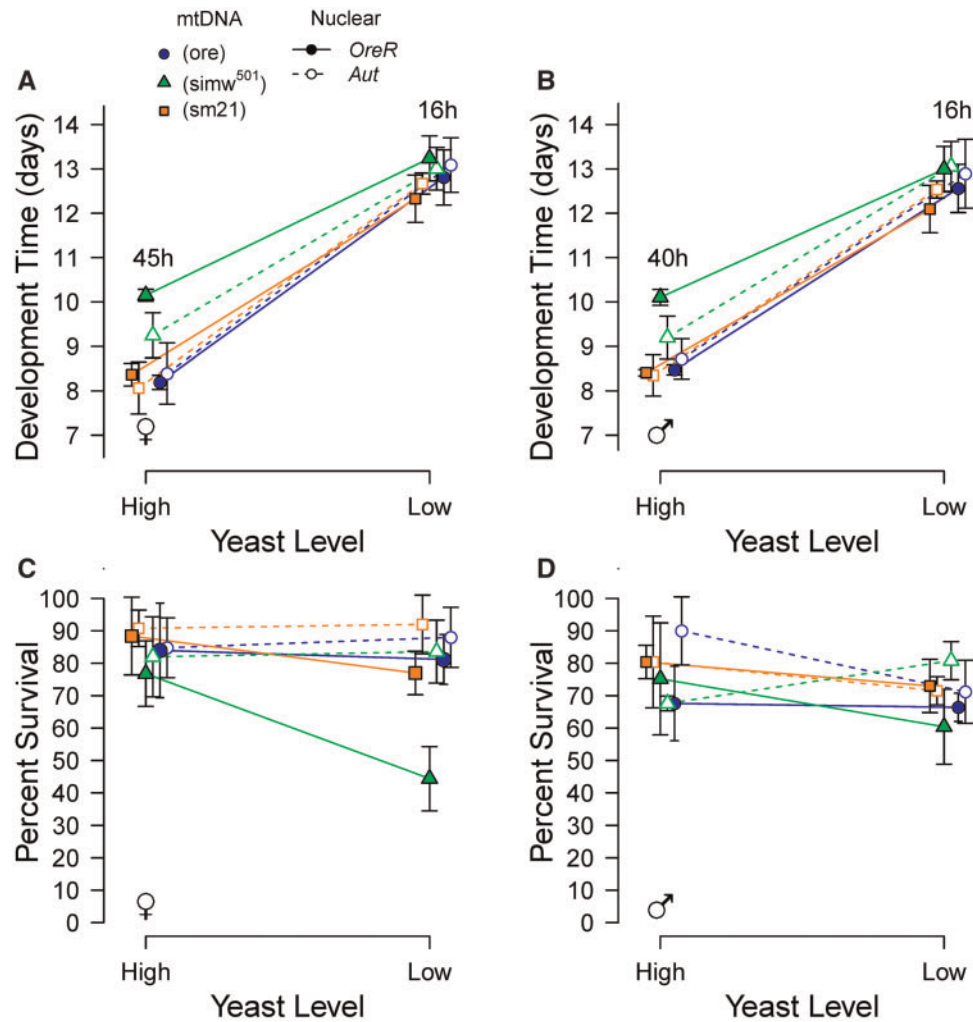 mtDNA
Nuclear
(ore)
OreR
(simw501)
Aut
(sm21)
A
B
14
13
12
11
10
9
8
7
Development Time (days)
45h
16h
♀
High
Low
Yeast Level
14
13
12
11
10
9
8
7
Development Time (days)
40h
16h
♂
High
Low
Yeast Level
C
D
100
90
80
70
60
50
40
30
20
10
0
Percent Survival
♀
High
Low
Yeast Level
100
90
80
70
60
50
40
30
20
10
0
Percent Survival
♂
High
Low
Yeast Level